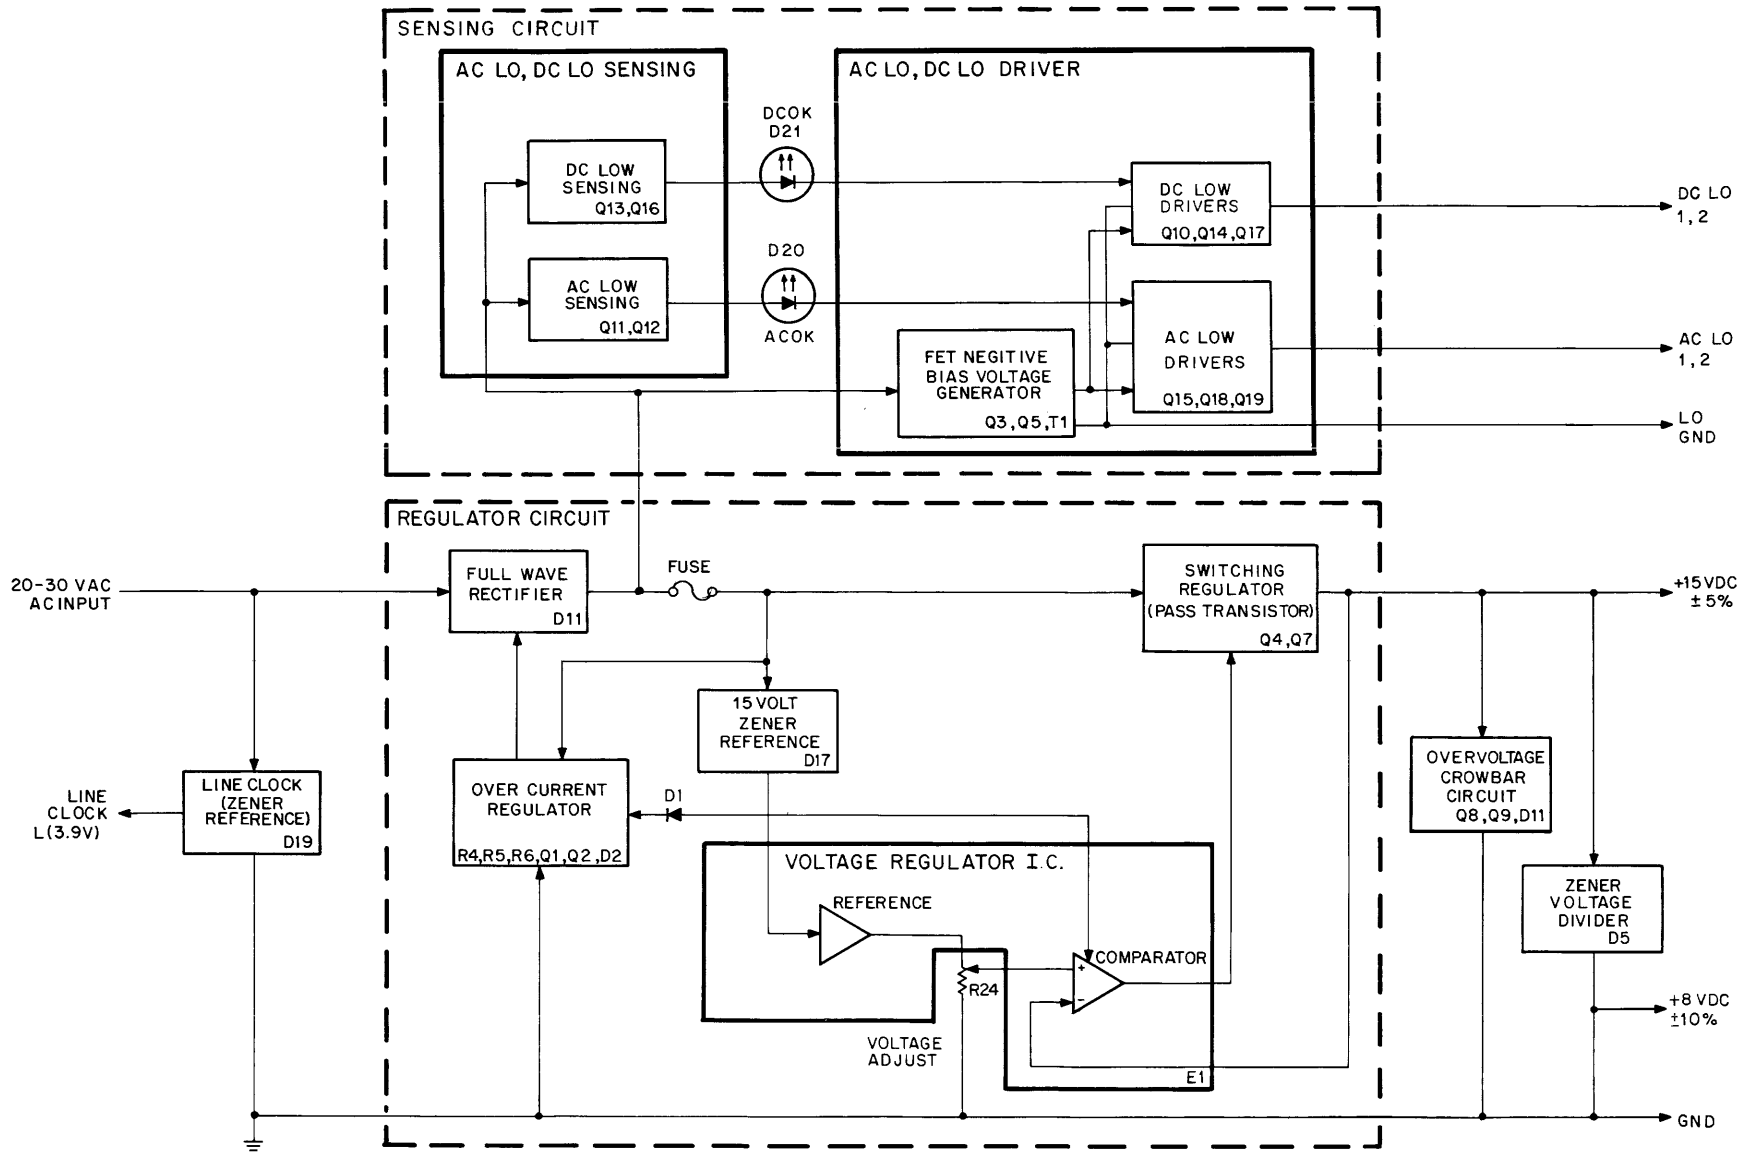 SENSING CIRCUIT
AC LO, DC LO SENSING
AC LO, DC LO DRIVER
DCOK
D21
DC LOW
SENSING
Q13,Q16
DC LOW
DRIVERS
Q10,Q14,Q17
DC LO
1, 2
D20
ACOK
AC LOW
SENSING
Q11,Q12
FET NEGITIVE
BIAS VOLTAGE
GENERATOR
Q3,Q5,T1
AC LOW
DRIVERS
Q15,Q18,Q19
AC LO
1,2
LO
GND
REGULATOR CIRCUIT
20-30 VAC
AC INPUT
FULL WAVE
RECTIFIER
D11
FUSE
SWITCHING
REGULATOR
(PASS TRANSISTOR)
Q4,Q7
+15VDC
±5%
15 VOLT
ZENER
REFERENCE
D17
LINE
CLOCK
L(3.9V)
LINE CLOCK
(ZENER
REFERENCE)
D19
OVER CURRENT
REGULATOR
R4,R5,R6,Q1,Q2,D2
D1
OVERVOLTAGE
CROWBAR
CIRCUIT
Q8,Q9,D11
VOLTAGE REGULATOR I.C.
REFERENCE
COMPARATOR
+
-
R24
VOLTAGE
ADJUST
E1
ZENER
VOLTAGE
DIVIDER
D5
+8 VDC
±10%
GND